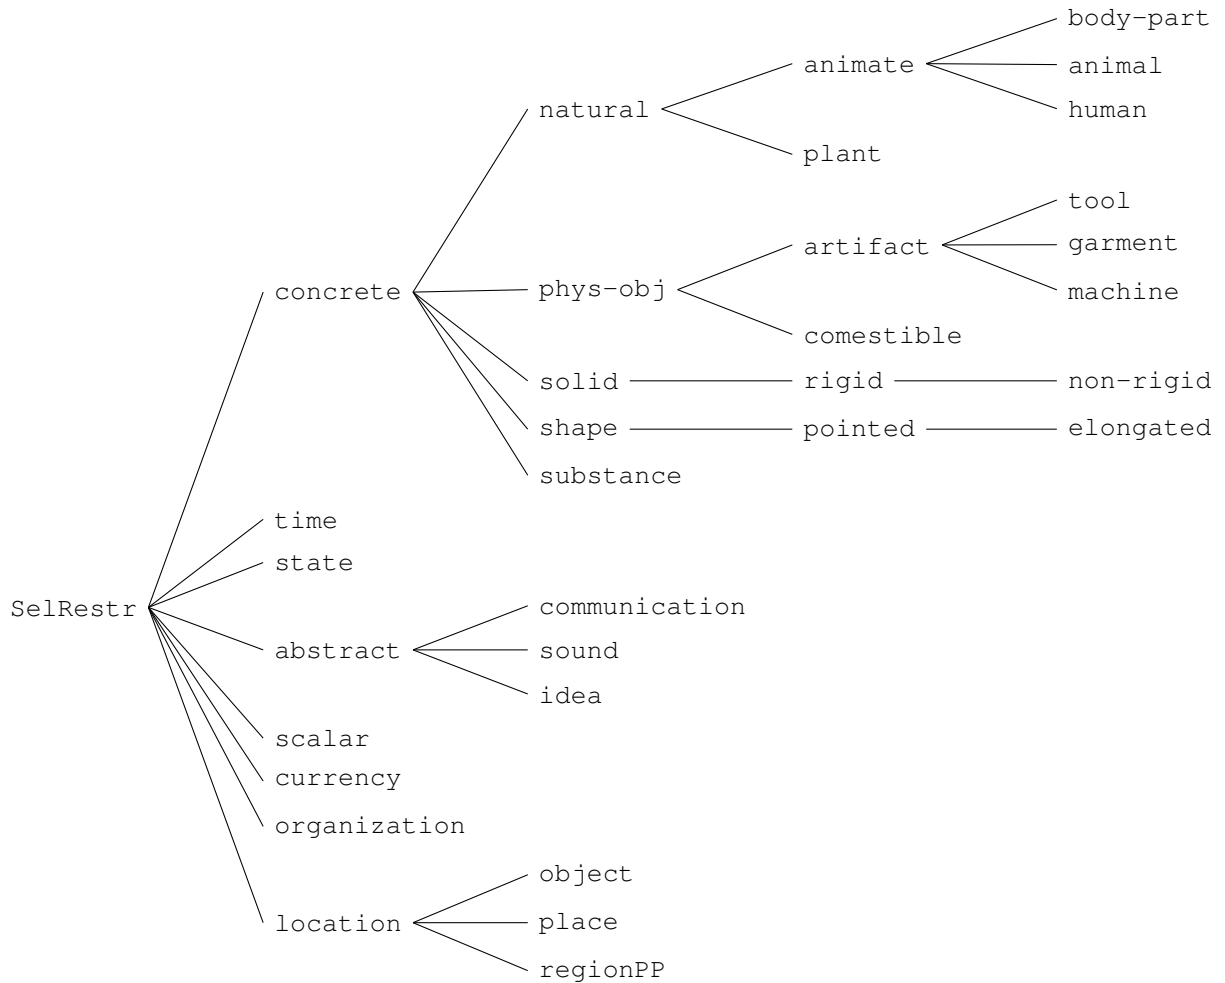 body-part
animate
animal
natural
human
plant
tool
artifact
garment
concrete
phys-obj
machine
comestible
solid
rigid
non-rigid
shape
pointed
elongated
substance
time
state
SelRestr
communication
abstract
sound
idea
scalar
currency
organization
object
location
place
regionPP